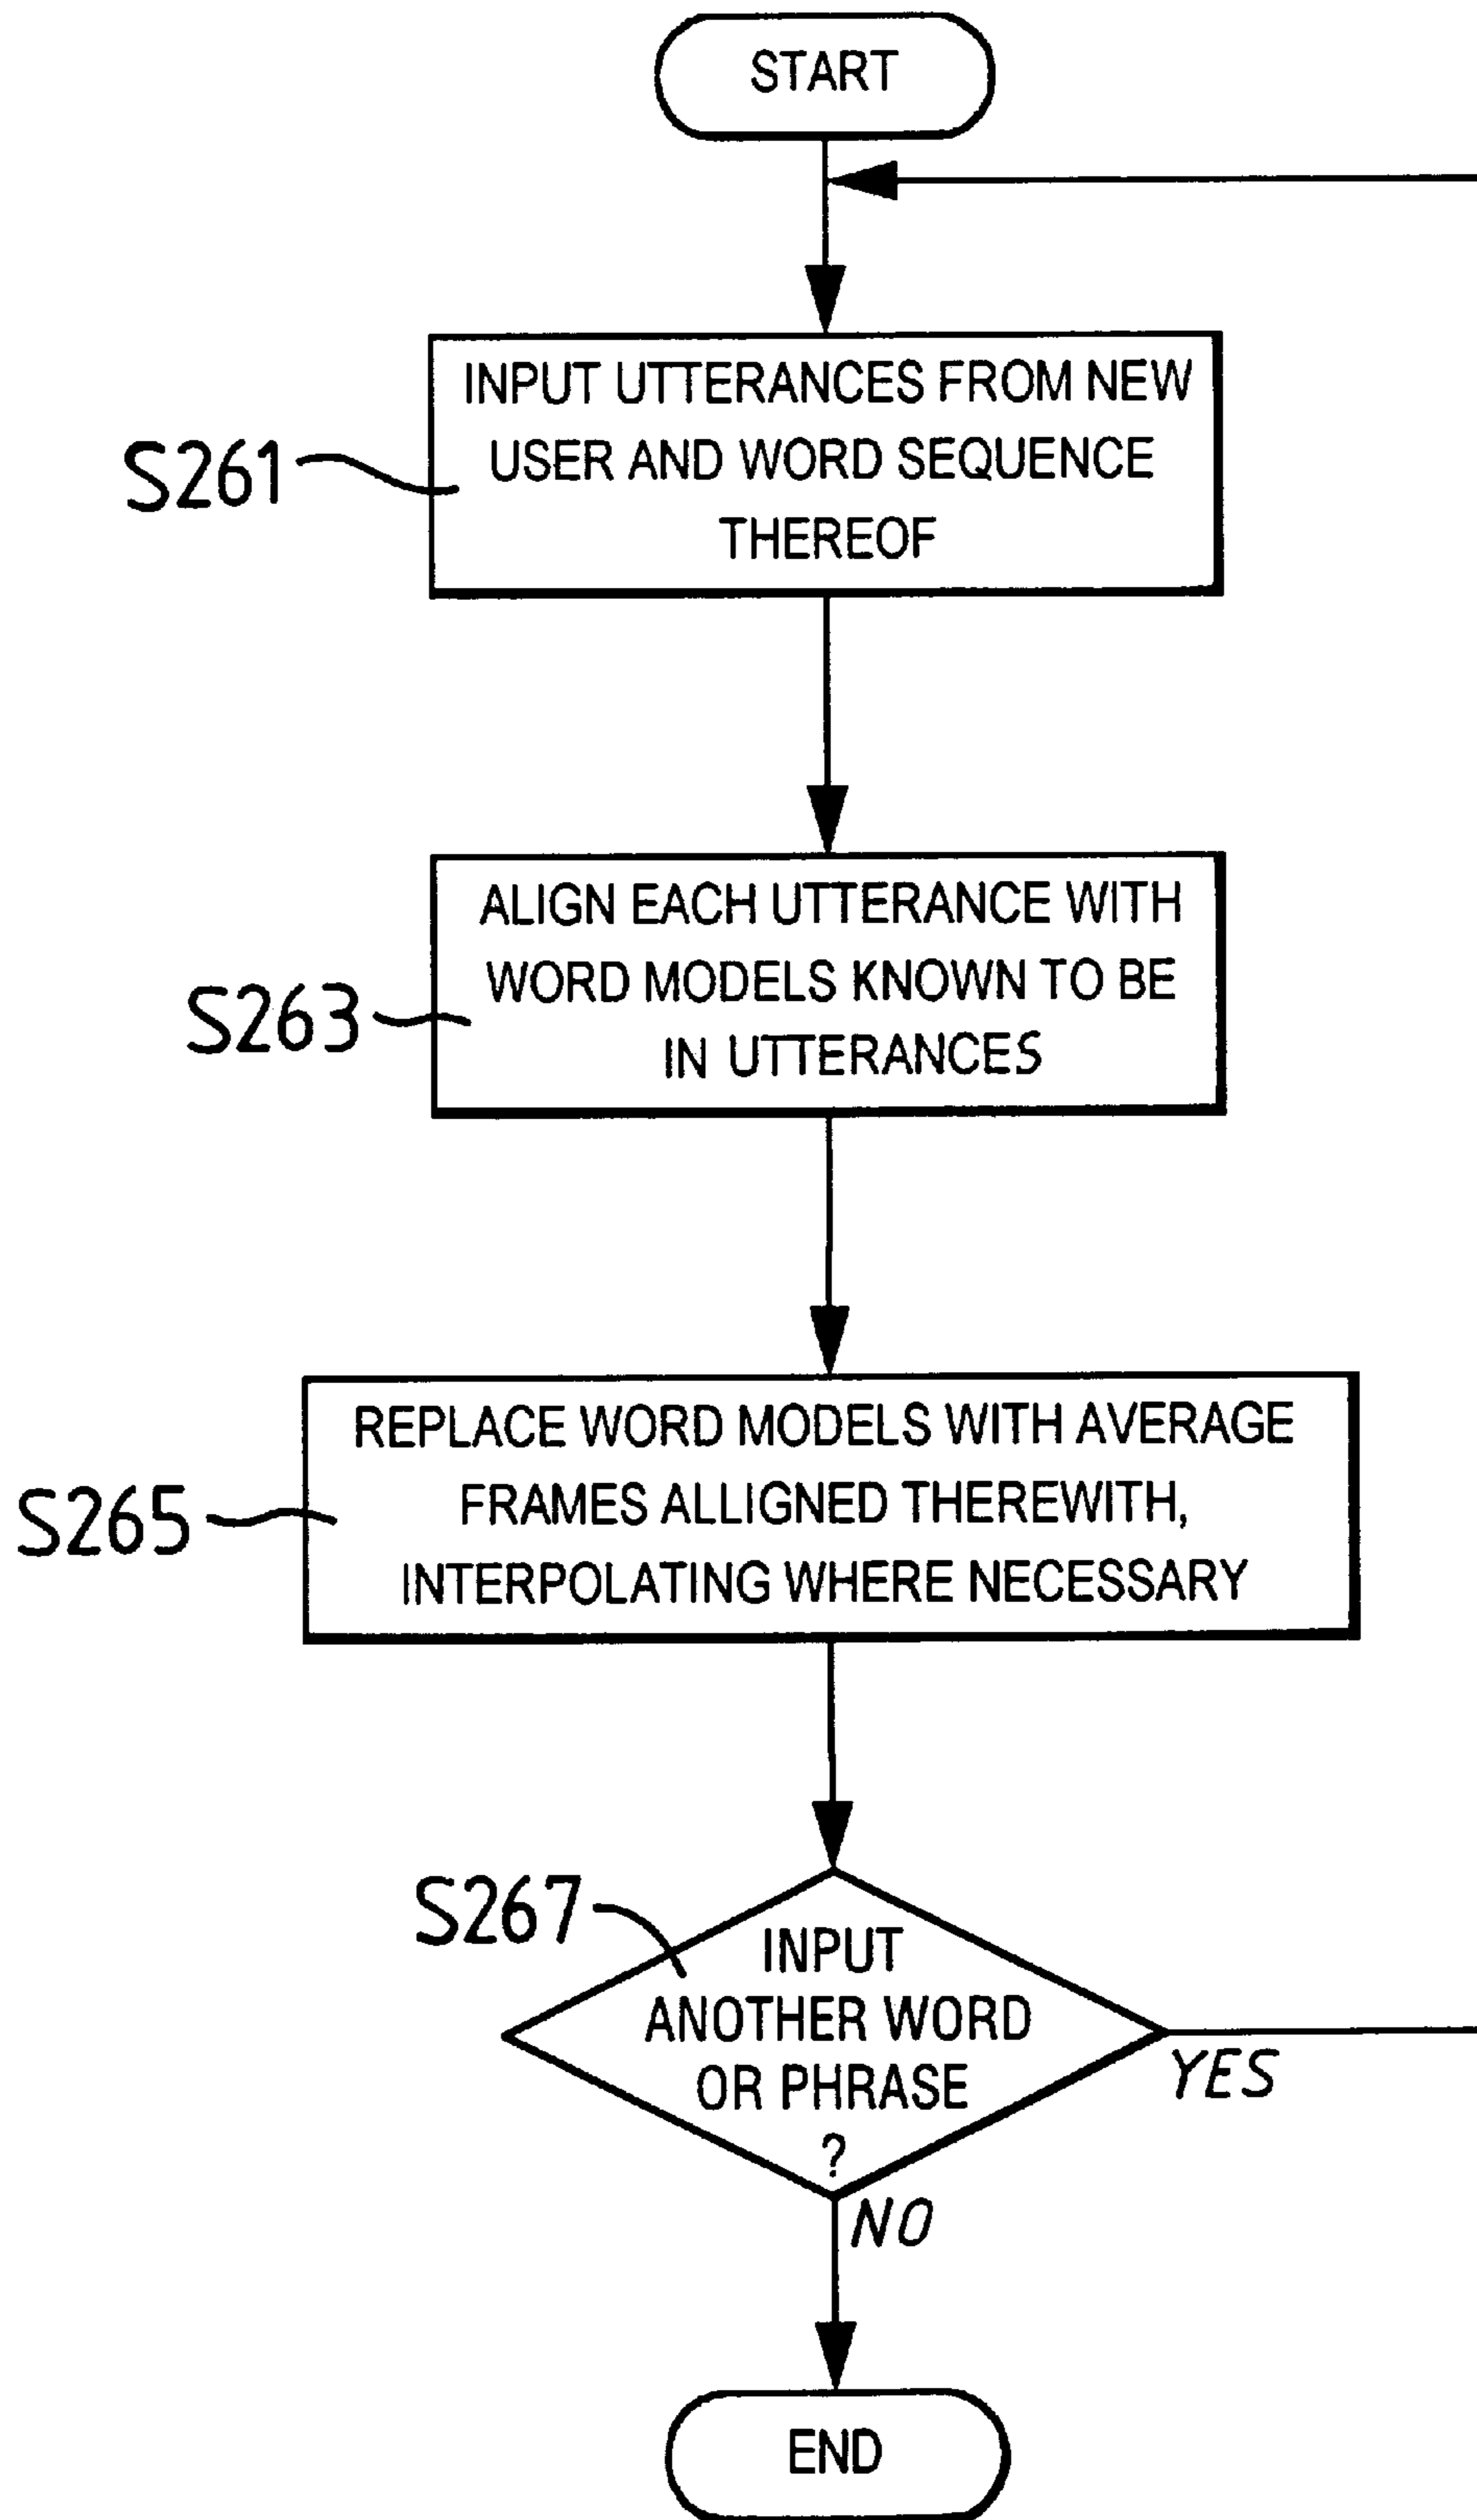 START
INPUT UTTERANCES FROM NEW
USER AND WORD SEQUENCE
THEREOF
S261
ALIGN EACH UTTERANCE WITH
WORD MODELS KNOWN TO BE
IN UTTERANCES
S263
REPLACE WORD MODELS WITH AVERAGE
FRAMES ALLIGNED THEREWITH,
INTERPOLATING WHERE NECESSARY
S265
S267
INPUT
ANOTHER WORD
OR PHRASE
?
YES
NO
END